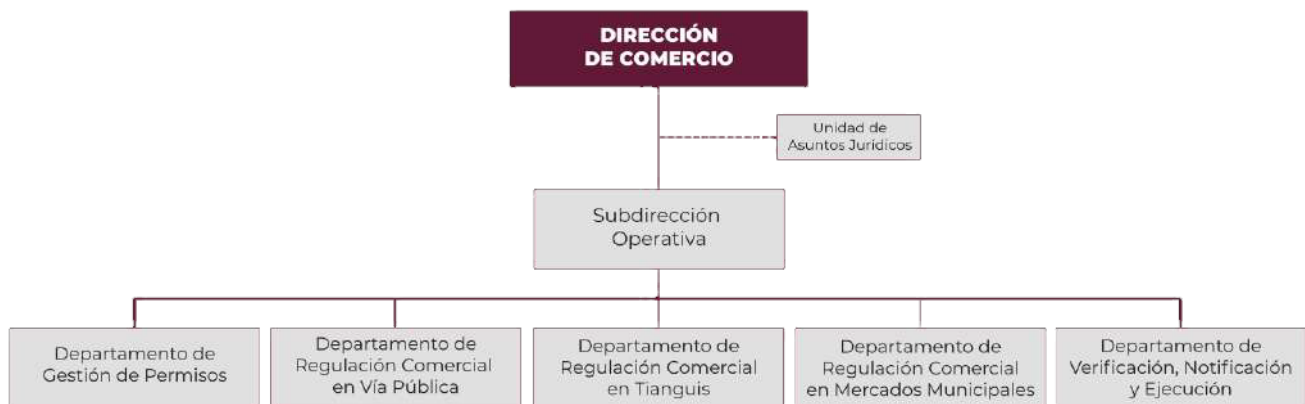 DIRECCIÓN
DE COMERCIO
Unidad de
Asuntos Jurídicos
Subdirección
Operativa
Departamento de
Gestión de Permisos
Departamento de
Regulación Comercial
en Vía Pública
Departamento de
Regulación Comercial
en Tianguis
Departamento de
Regulación Comercial
en Mercados Municipales
Departamento de
Verificación, Notificación
y Ejecución